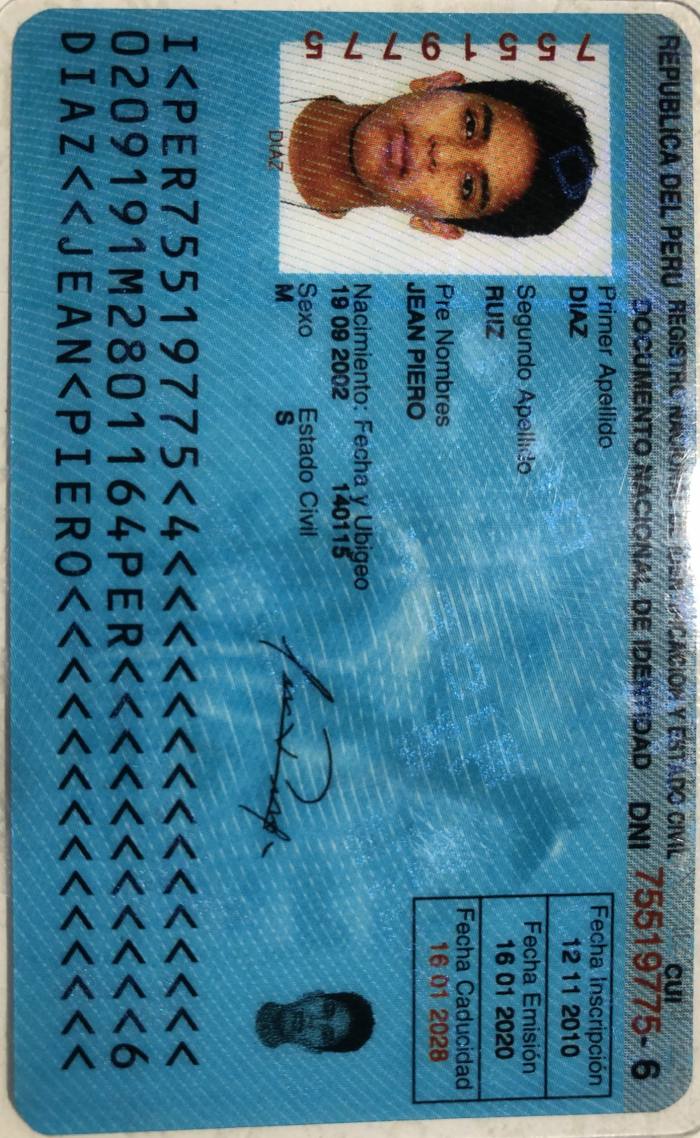 REPUBLICA DEL PERU REGISTRO NACIONAL DE IDENTIFICACION Y ESTADO CIVIL
DOCUMENTO NACIONAL DE IDENTIDAD DNI 75519775 - 6
CUI
Primer Apellido
DIAZ
Segundo Apellido
RUIZ
Pre Nombres
JEAN PIERO
Nacimiento: Fecha y Ubigeo
19 09 2002 140115
Sexo Estado Civil
M S
Fecha Inscripción
12 11 2010
Fecha Emisión
16 01 2020
Fecha Caducidad
16 01 2028
75519775
DIAZ
I<PER75519775<4<<<<<<<<<<<<<<<
0209191M2801164PER<<<<<<<<<<<6
DIAZ<<JEAN<PIERO<<<<<<<<<<<<<<